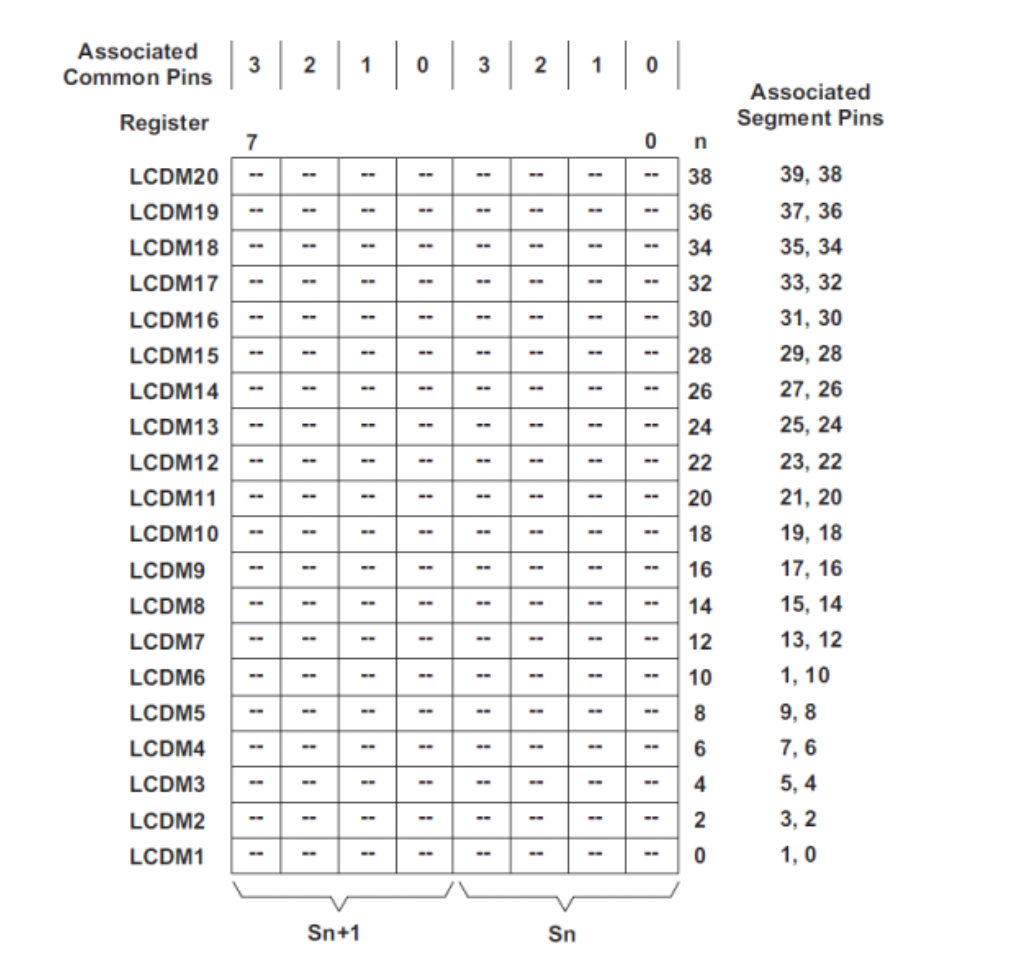 Associated
Common Pins 3 2 1 0 3 2 1 0
Associated
Segment Pins
Register 7 0 n
LCDM20 -- -- -- -- -- -- -- -- 38 39, 38
LCDM19 -- -- -- -- -- -- -- -- 36 37, 36
LCDM18 -- -- -- -- -- -- -- -- 34 35, 34
LCDM17 -- -- -- -- -- -- -- -- 32 33, 32
LCDM16 -- -- -- -- -- -- -- -- 30 31, 30
LCDM15 -- -- -- -- -- -- -- -- 28 29, 28
LCDM14 -- -- -- -- -- -- -- -- 26 27, 26
LCDM13 -- -- -- -- -- -- -- -- 24 25, 24
LCDM12 -- -- -- -- -- -- -- -- 22 23, 22
LCDM11 -- -- -- -- -- -- -- -- 20 21, 20
LCDM10 -- -- -- -- -- -- -- -- 18 19, 18
LCDM9 -- -- -- -- -- -- -- -- 16 17, 16
LCDM8 -- -- -- -- -- -- -- -- 14 15, 14
LCDM7 -- -- -- -- -- -- -- -- 12 13, 12
LCDM6 -- -- -- -- -- -- -- -- 10 1, 10
LCDM5 -- -- -- -- -- -- -- -- 8 9, 8
LCDM4 -- -- -- -- -- -- -- -- 6 7, 6
LCDM3 -- -- -- -- -- -- -- -- 4 5, 4
LCDM2 -- -- -- -- -- -- -- -- 2 3, 2
LCDM1 -- -- -- -- -- -- -- -- 0 1, 0
Sn+1 Sn